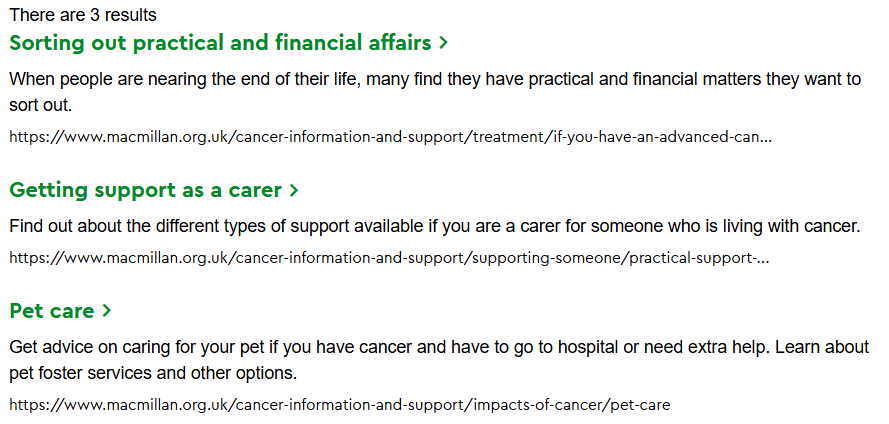 There are 3 results
Sorting out practical and financial affairs >
When people are nearing the end of their life, many find they have practical and financial matters they want to
sort out.
https://www.macmillan.org.uk/cancer-information-and-support/treatment/if-you-have-an-advanced-can...
Getting support as a carer >
Find out about the different types of support available if you are a carer for someone who is living with cancer.
https://www.macmillan.org.uk/cancer-information-and-support/supporting-someone/practical-support-...
Pet care >
Get advice on caring for your pet if you have cancer and have to go to hospital or need extra help. Learn about
pet foster services and other options.
https://www.macmillan.org.uk/cancer-information-and-support/impacts-of-cancer/pet-care